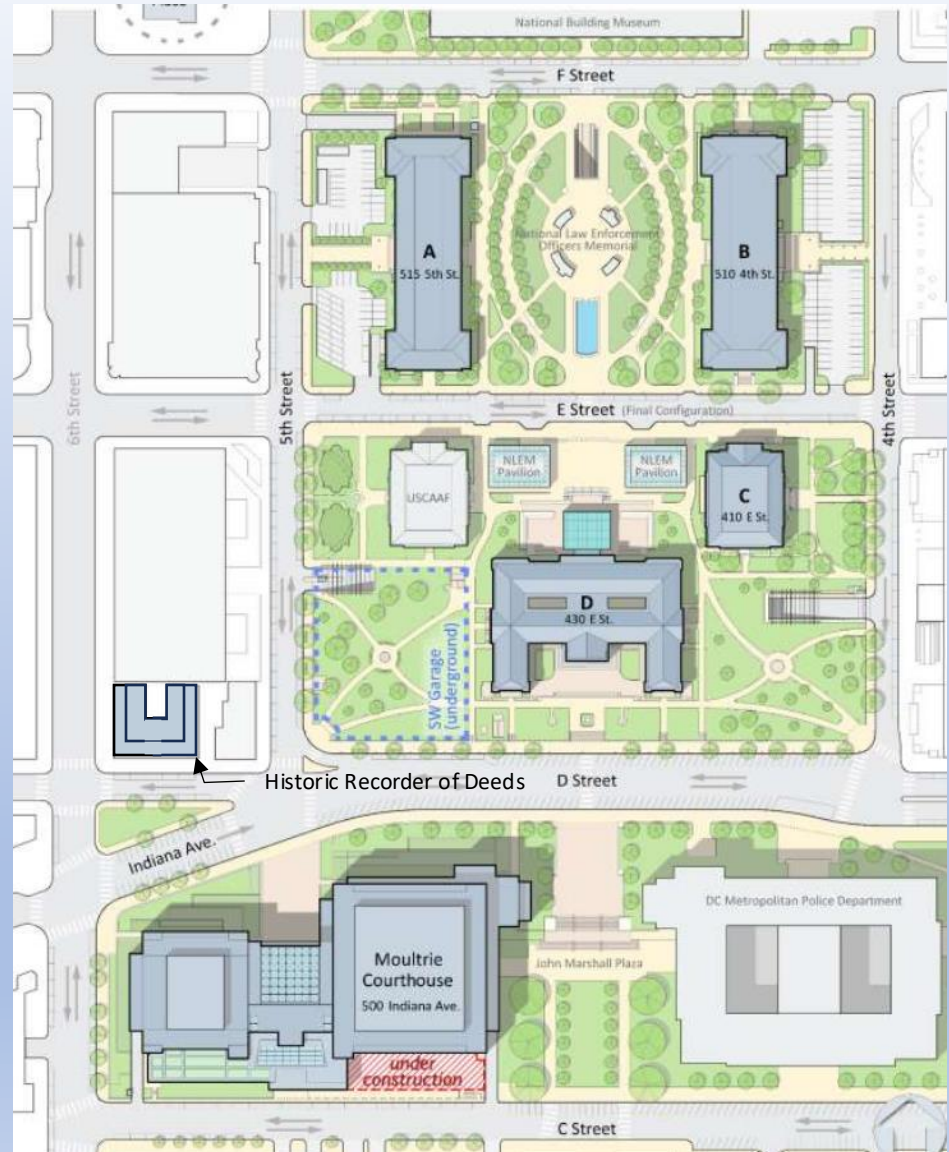 National Building Museum
F Street
National Law Enforcement
Officers Memorial
A
515 5th St.
B
510 4th St.
6th Street
5th Street
4th Street
E Street (Final Configuration)
USCAAF
NLEM
Pavilion
NLEM
Pavilion
C
410 E St.
D
430 E St.
SW Garage
(underground)
Historic Recorder of Deeds
D Street
Indiana Ave.
Moultrie
Courthouse
500 Indiana Ave.
DC Metropolitan Police Department
John Marshall Plaza
under
construction
C Street